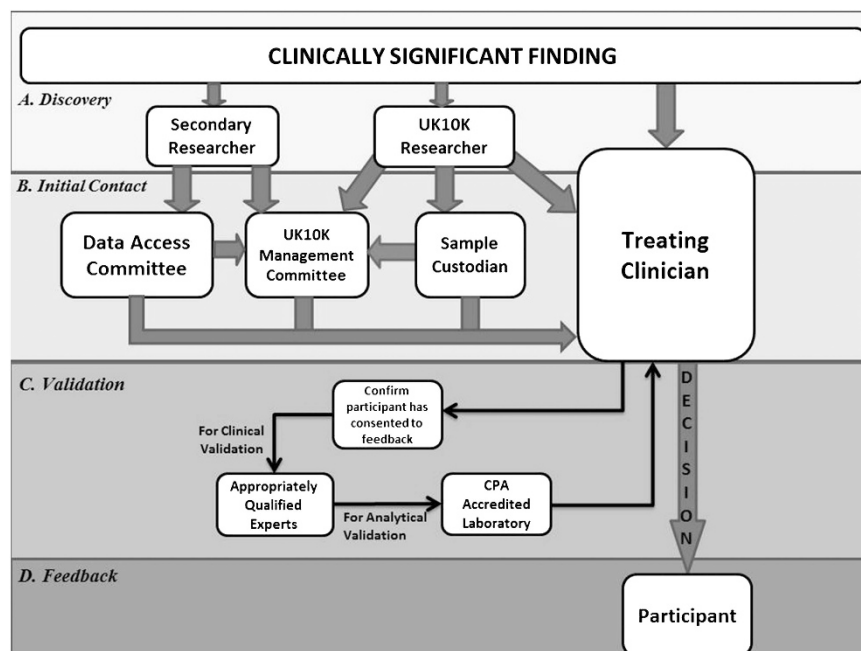 CLINICALLY SIGNIFICANT FINDING
A. Discovery
Secondary
Researcher
UK10K
Researcher
B. Initial Contact
Data Access
Committee
UK10K
Management
Committee
Sample
Custodian
Treating
Clinician
C. Validation
Confirm
participant has
consented to
feedback
For Clinical
Validation
Appropriately
Qualified
Experts
For Analytical
Validation
CPA
Accredited
Laboratory
DECISION
D. Feedback
Participant